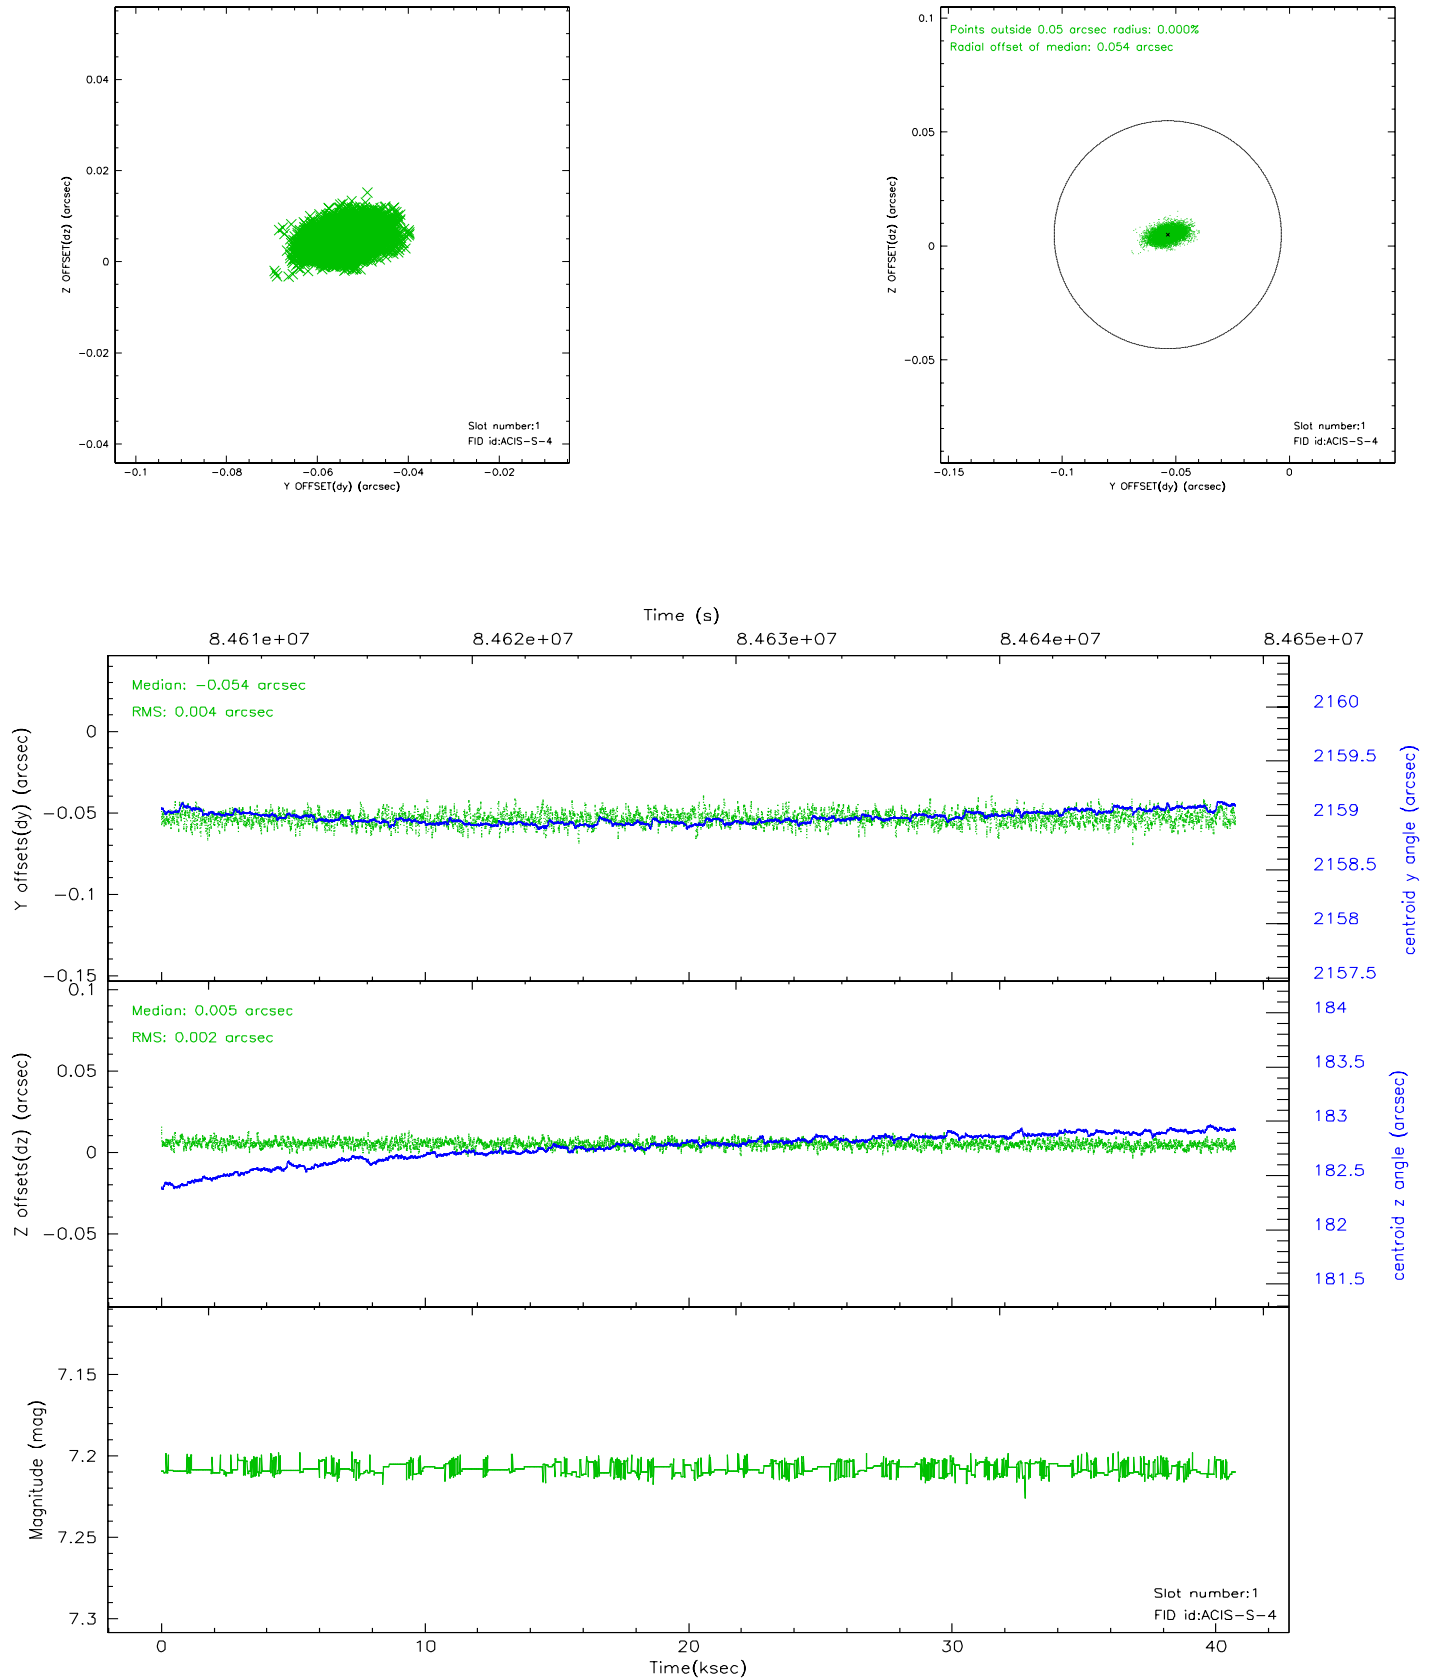 0.04
0.02
0
−0.02
−0.04
Z OFFSET(dz) (arcsec)
Slot number:1
FID id:ACIS−S−4
−0.1
−0.08
−0.06
−0.04
−0.02
Y OFFSET(dy) (arcsec)
Points outside 0.05 arcsec radius: 0.000%
Radial offset of median: 0.054 arcsec
0.1
0.05
0
−0.05
Z OFFSET(dz) (arcsec)
Slot number:1
FID id:ACIS−S−4
−0.15
−0.1
−0.05
0
Y OFFSET(dy) (arcsec)
Time (s)
8.461e+07
8.462e+07
8.463e+07
8.464e+07
8.465e+07
Median: −0.054 arcsec
RMS: 0.004 arcsec
0
−0.05
−0.1
−0.15
Y offsets(dy) (arcsec)
2160
2159.5
2159
2158.5
2158
2157.5
centroid y angle (arcsec)
Median: 0.005 arcsec
RMS: 0.002 arcsec
0.1
0.05
0
−0.05
Z offsets(dz) (arcsec)
184
183.5
183
182.5
182
181.5
centroid z angle (arcsec)
7.15
7.2
7.25
7.3
Magnitude (mag)
Slot number:1
FID id:ACIS−S−4
0
10
20
30
40
Time(ksec)